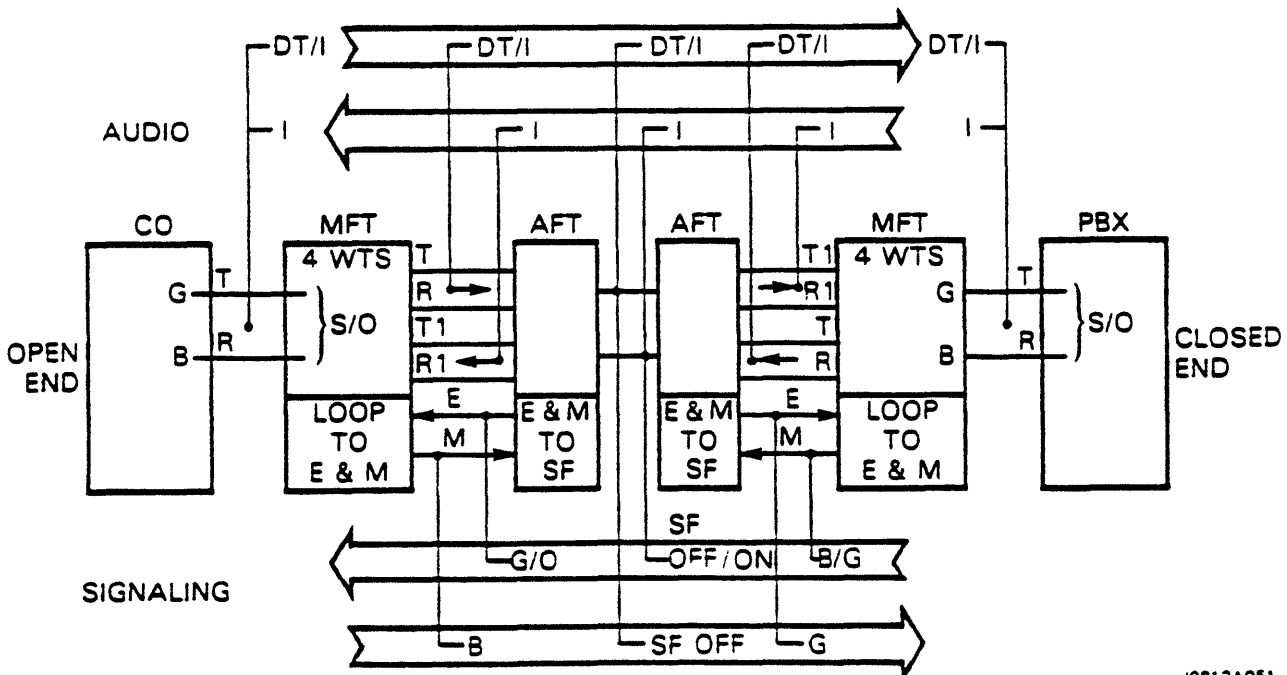 DT/I DT/I DT/I DT/I DT/I
AUDIO I I I I I
CO MFT AFT AFT MFT PBX
4 WTS 4 WTS
T T T1 T
G R R1 G
S/O S/O
T1 T
OPEN END
B R R1 R B R
CLOSED END
LOOP TO E & M
E
M
E & M TO SF
E & M TO SF
E
M
LOOP TO E & M
SF
G/O OFF/ON B/G
SIGNALING
B SF OFF G